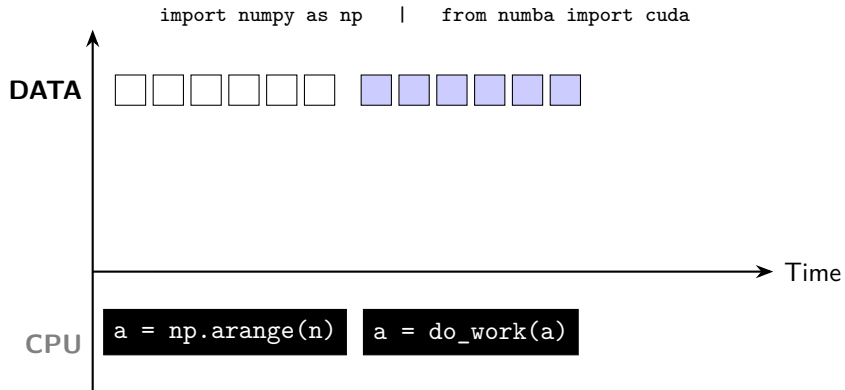 import numpy as np | from numba import cuda
DATA
Time
CPU
a = np.arange(n)
a = do_work(a)